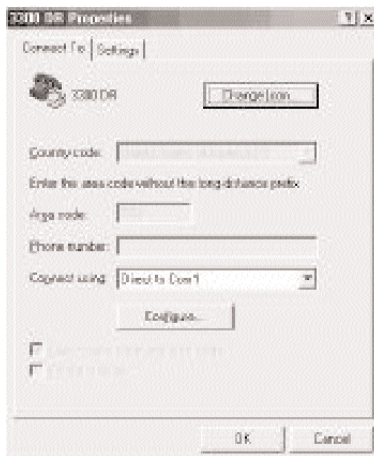 3300 DR Properties
Connect To
Settings
3300 DR
Change Icon...
Country code:
Enter the area code without the long-distance prefix.
Area code:
Phone number:
Connect using:
Direct to Com1
Configure...
OK
Cancel